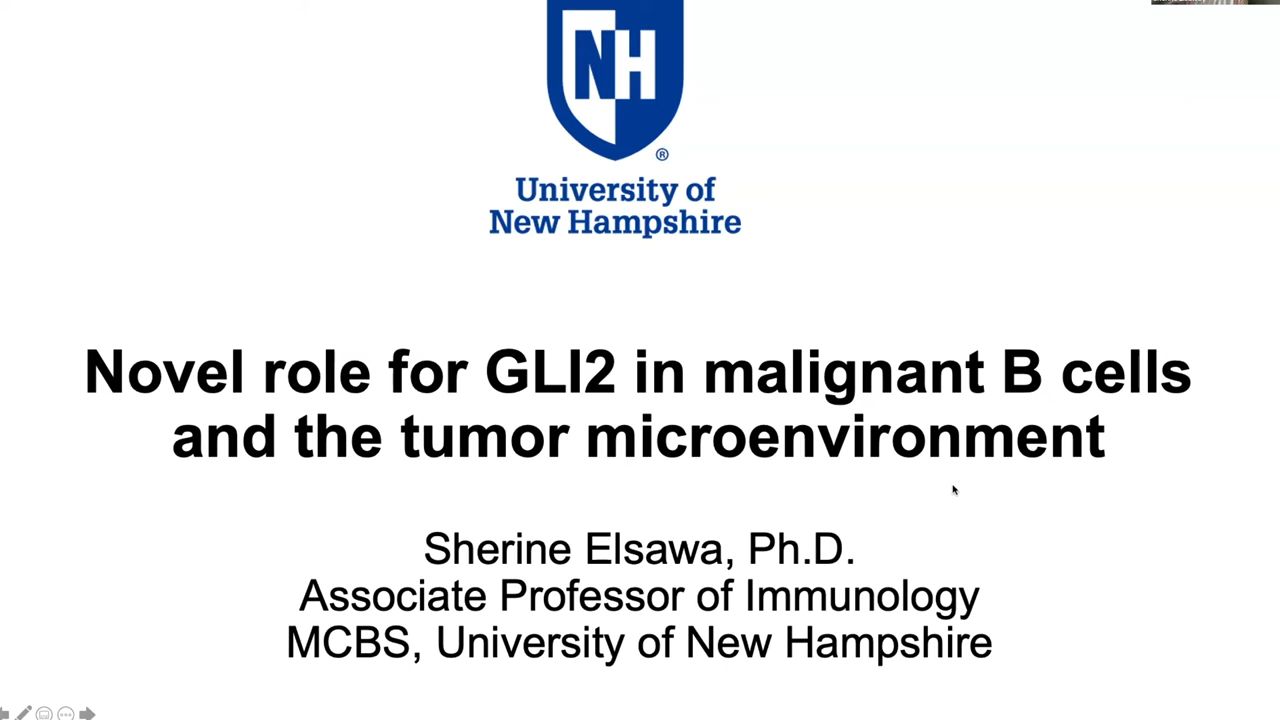 NH
®
University of
New Hampshire
Novel role for GLI2 in malignant B cells
and the tumor microenvironment
Sherine Elsawa, Ph.D.
Associate Professor of Immunology
MCBS, University of New Hampshire